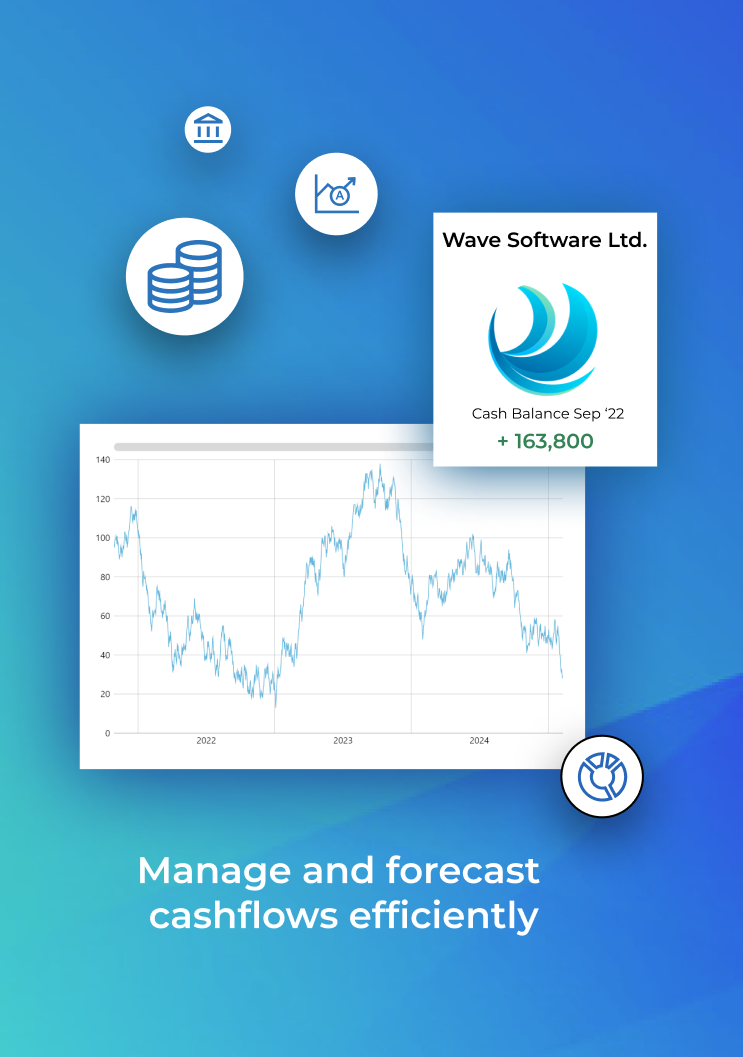 A
Wave Software Ltd.
Cash Balance Sep ‘22
+ 163,800
140
120
100
80
60
40
20
0
2022
2023
2024
Manage and forecast
cashflows efficiently